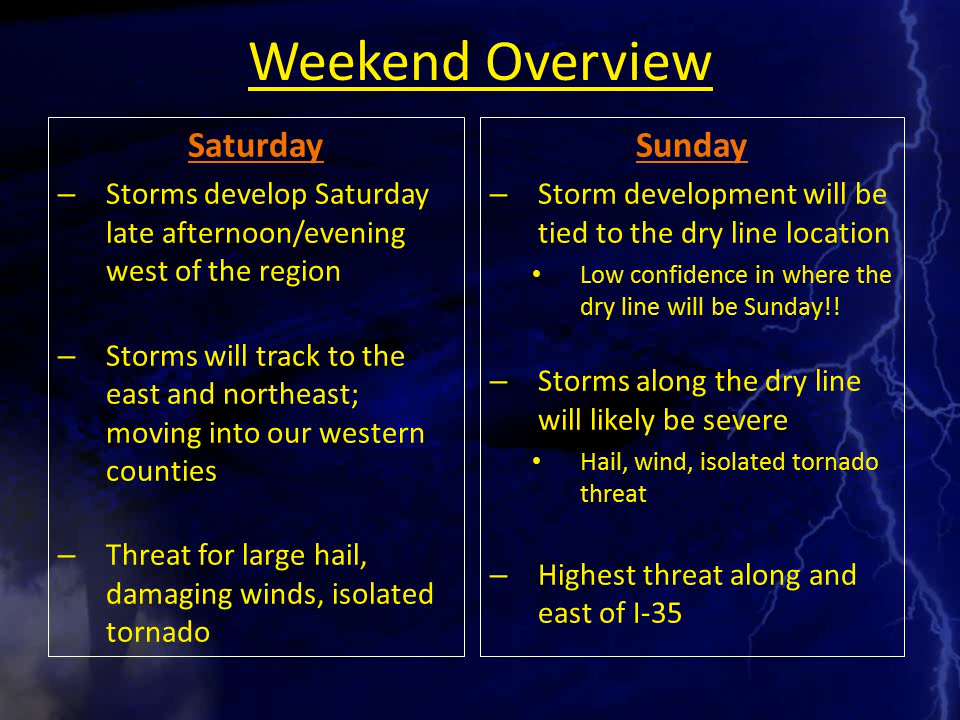 Weekend Overview
Saturday
– Storms develop Saturday
late afternoon/evening
west of the region
– Storms will track to the
east and northeast;
moving into our western
counties
– Threat for large hail,
damaging winds, isolated
tornado
Sunday
– Storm development will be
tied to the dry line location
• Low confidence in where the
dry line will be Sunday!!
– Storms along the dry line
will likely be severe
• Hail, wind, isolated tornado
threat
– Highest threat along and
east of I-35